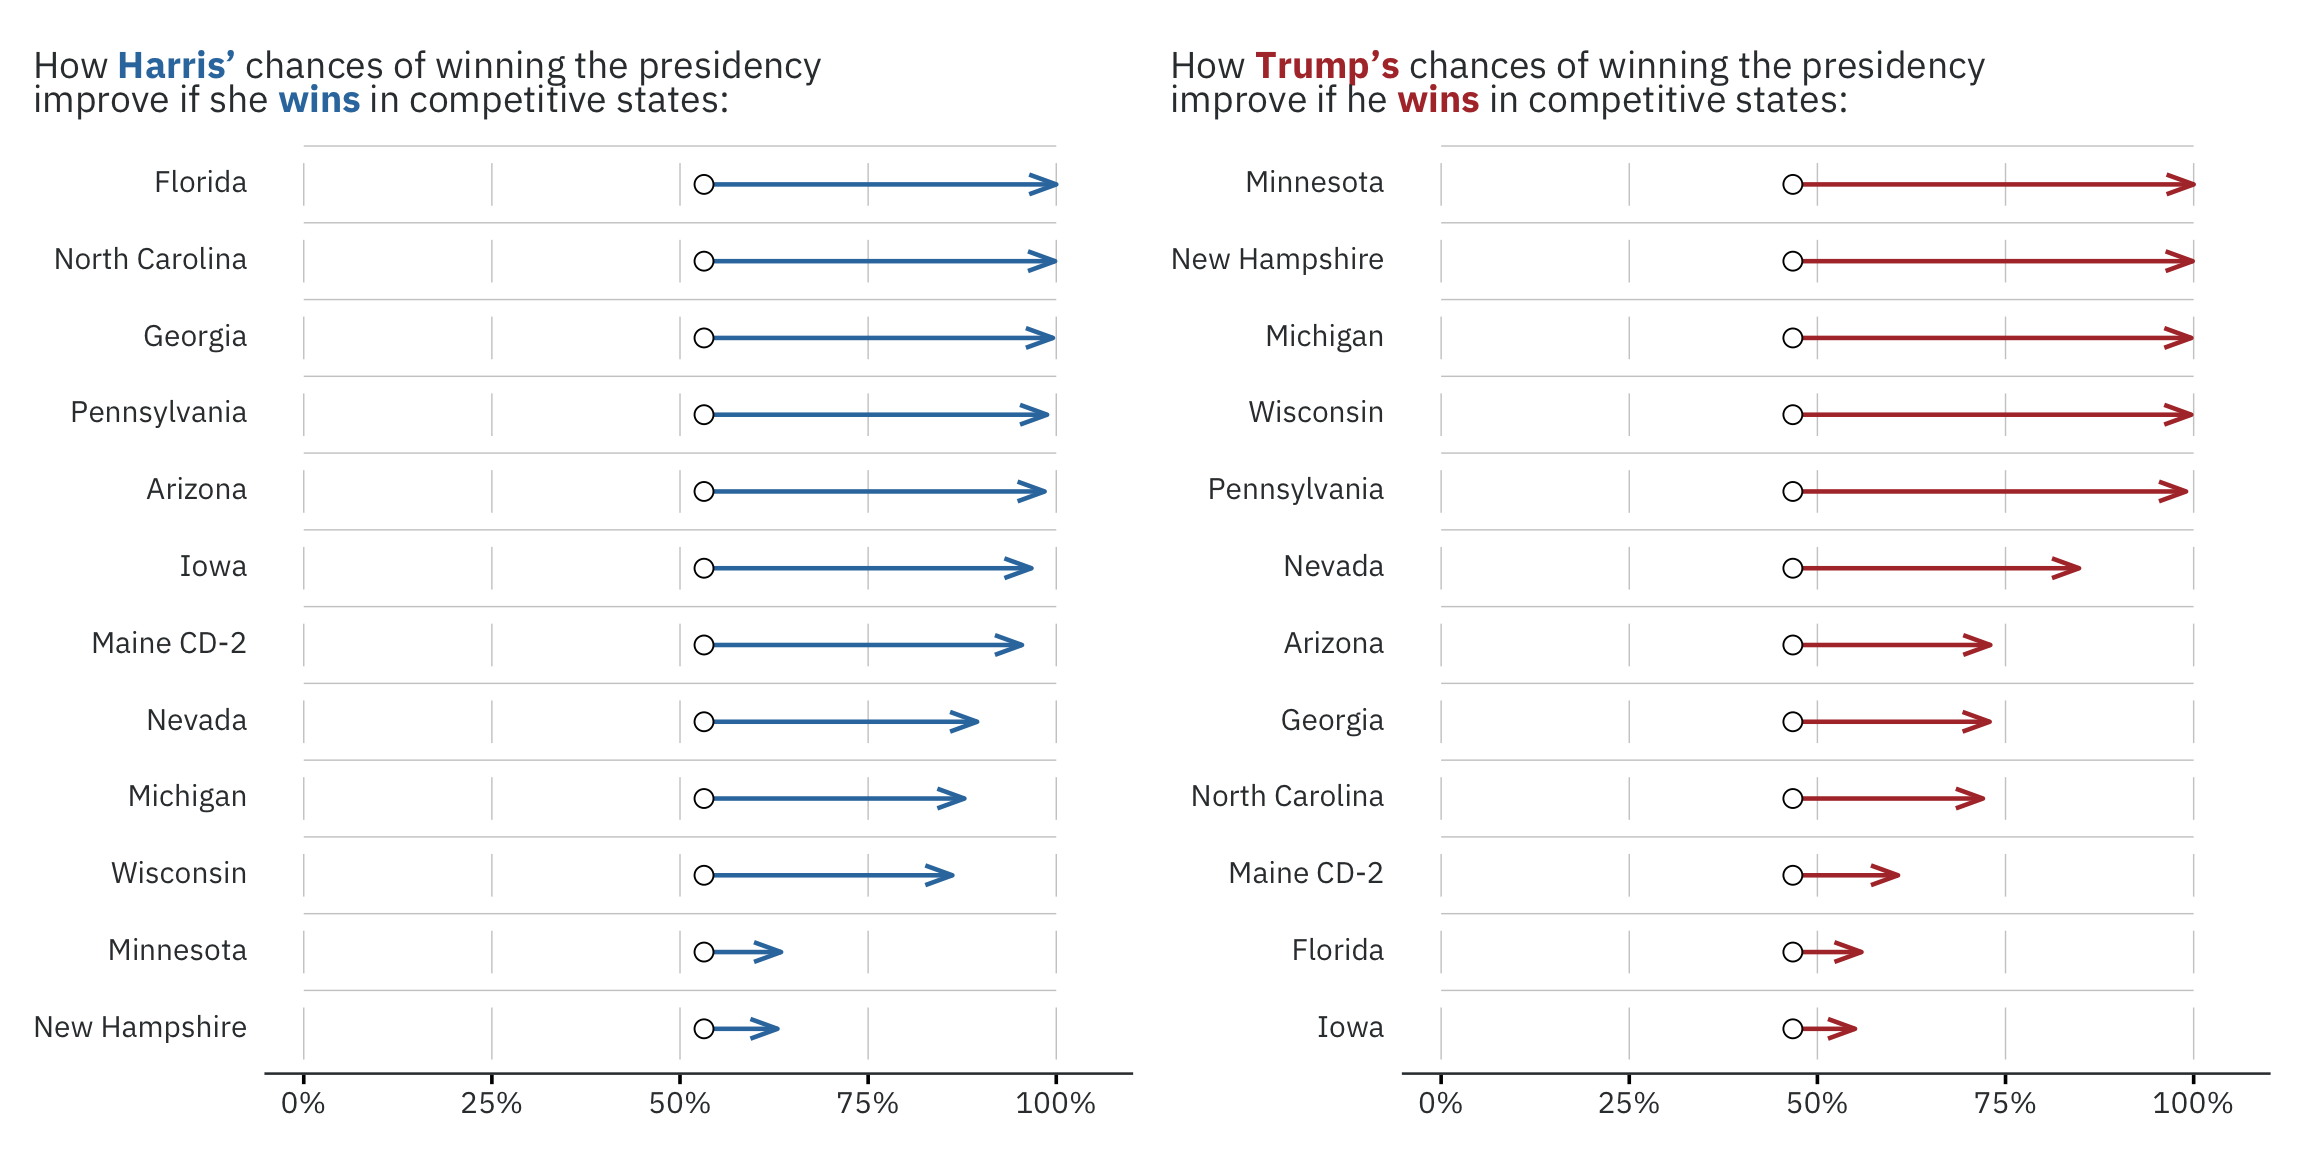 How Harris’ chances of winning the presidency
improve if she wins in competitive states:
Florida
North Carolina
Georgia
Pennsylvania
Arizona
Iowa
Maine CD-2
Nevada
Michigan
Wisconsin
Minnesota
New Hampshire
0% 25% 50% 75% 100%
How Trump’s chances of winning the presidency
improve if he wins in competitive states:
Minnesota
New Hampshire
Michigan
Wisconsin
Pennsylvania
Nevada
Arizona
Georgia
North Carolina
Maine CD-2
Florida
Iowa
0% 25% 50% 75% 100%